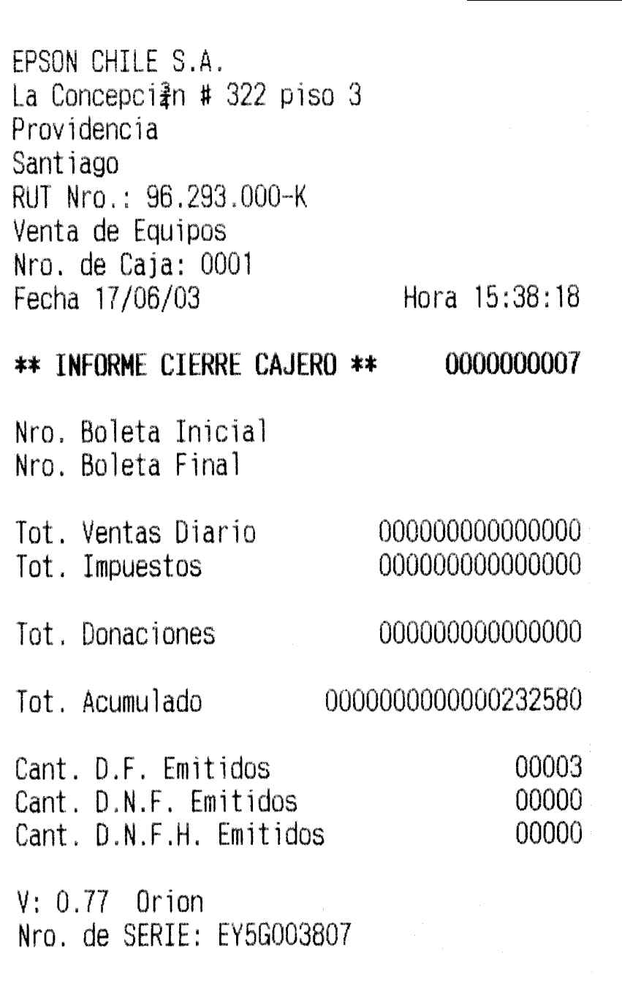 EPSON CHILE S.A.
La Concepci¾n # 322 piso 3
Providencia
Santiago
RUT Nro.: 96.293.000-K
Venta de Equipos
Nro. de Caja: 0001
Fecha 17/06/03 Hora 15:38:18
** INFORME CIERRE CAJERO ** 0000000007
Nro. Boleta Inicial
Nro. Boleta Final
Tot. Ventas Diario 000000000000000
Tot. Impuestos 000000000000000
Tot. Donaciones 000000000000000
Tot. Acumulado 0000000000000232580
Cant. D.F. Emitidos 00003
Cant. D.N.F. Emitidos 00000
Cant. D.N.F.H. Emitidos 00000
V: 0.77 Orion
Nro. de SERIE: EY5G003807